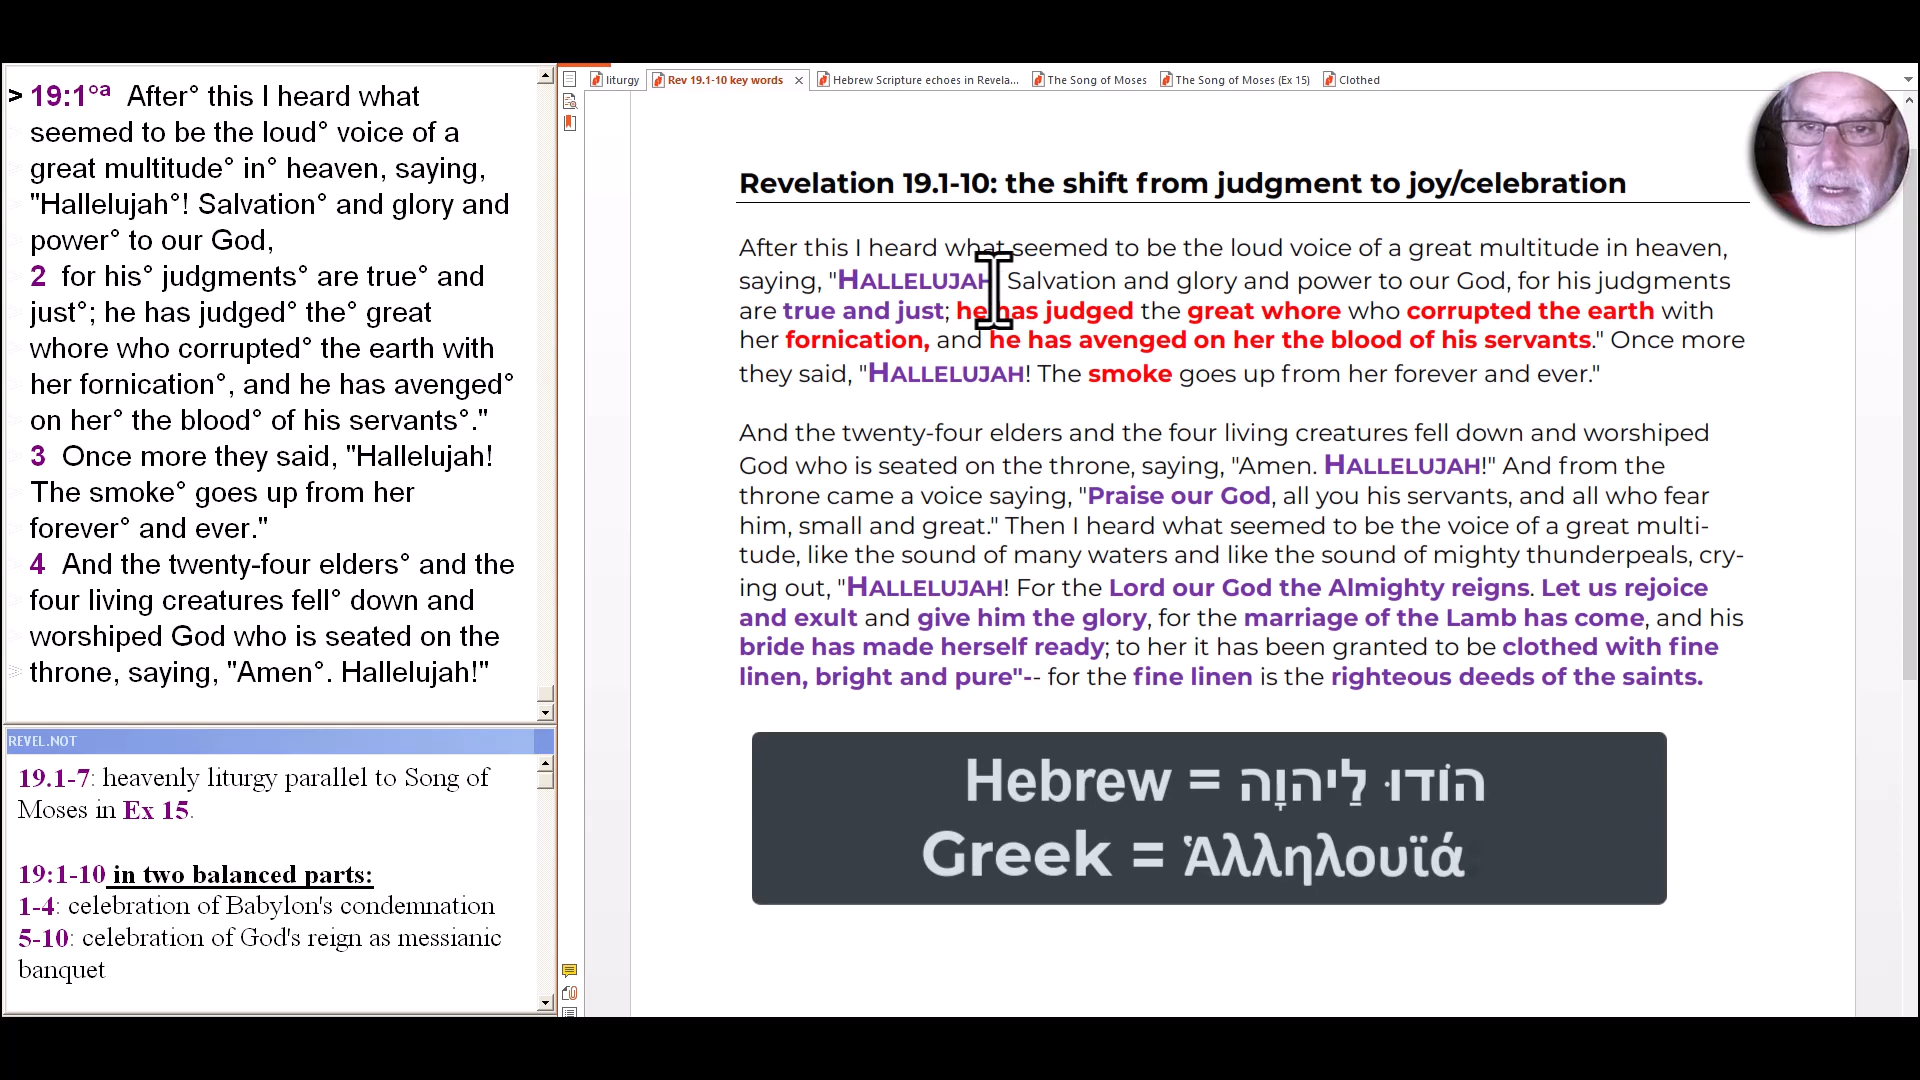 > 19:1°ª After° this I heard what
seemed to be the loud° voice of a
great multitude° in° heaven, saying,
"Hallelujah°! Salvation° and glory and
power° to our God,
2 for his° judgments° are true° and
just°; he has judged° the° great
whore who corrupted° the earth with
her fornication°, and he has avenged°
on her° the blood° of his servants°."
3 Once more they said, "Hallelujah!
The smoke° goes up from her
forever° and ever."
4 And the twenty-four elders° and the
four living creatures fell° down and
worshiped God who is seated on the
throne, saying, "Amen°. Hallelujah!"
REVEL.NOT
19.1-7: heavenly liturgy parallel to Song of
Moses in Ex 15.
19:1-10 in two balanced parts:
1-4: celebration of Babylon's condemnation
5-10: celebration of God's reign as messianic
banquet
liturgy
Rev 19.1-10 key words
Hebrew Scripture echoes in Revela...
The Song of Moses
The Song of Moses (Ex 15)
Clothed
Revelation 19.1-10: the shift from judgment to joy/celebration
After this I heard what seemed to be the loud voice of a great multitude in heaven,
saying, "HALLELUJAH Salvation and glory and power to our God, for his judgments
are true and just; he has judged the great whore who corrupted the earth with
her fornication, and he has avenged on her the blood of his servants." Once more
they said, "HALLELUJAH! The smoke goes up from her forever and ever."
And the twenty-four elders and the four living creatures fell down and worshiped
God who is seated on the throne, saying, "Amen. HALLELUJAH!" And from the
throne came a voice saying, "Praise our God, all you his servants, and all who fear
him, small and great." Then I heard what seemed to be the voice of a great multi-
tude, like the sound of many waters and like the sound of mighty thunderpeals, cry-
ing out, "HALLELUJAH! For the Lord our God the Almighty reigns. Let us rejoice
and exult and give him the glory, for the marriage of the Lamb has come, and his
bride has made herself ready; to her it has been granted to be clothed with fine
linen, bright and pure"-- for the fine linen is the righteous deeds of the saints.
Hebrew = הוֹדוּ לַיהוָה
Greek = Ἁλληλουϊά